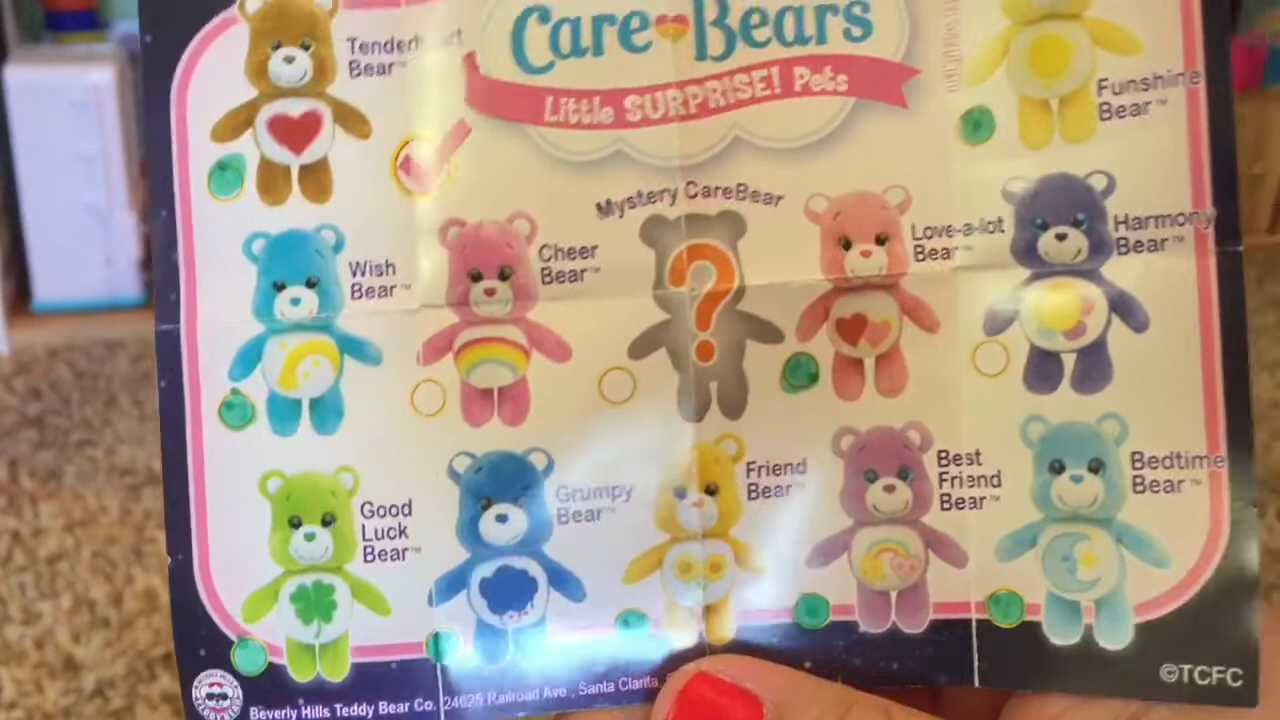 Care Bears
Little SURPRISE! Pets
Tenderheart
Bear™
Funshine
Bear™
Wish
Bear™
Cheer
Bear™
Mystery CareBear
?
Love-a-lot
Bear™
Harmony
Bear™
Good
Luck
Bear™
Grumpy
Bear™
Friend
Bear™
Best
Friend
Bear™
Bedtime
Bear™
©TCFC
Beverly Hills Teddy Bear Co. 24625 Railroad Ave., Santa Clarita,